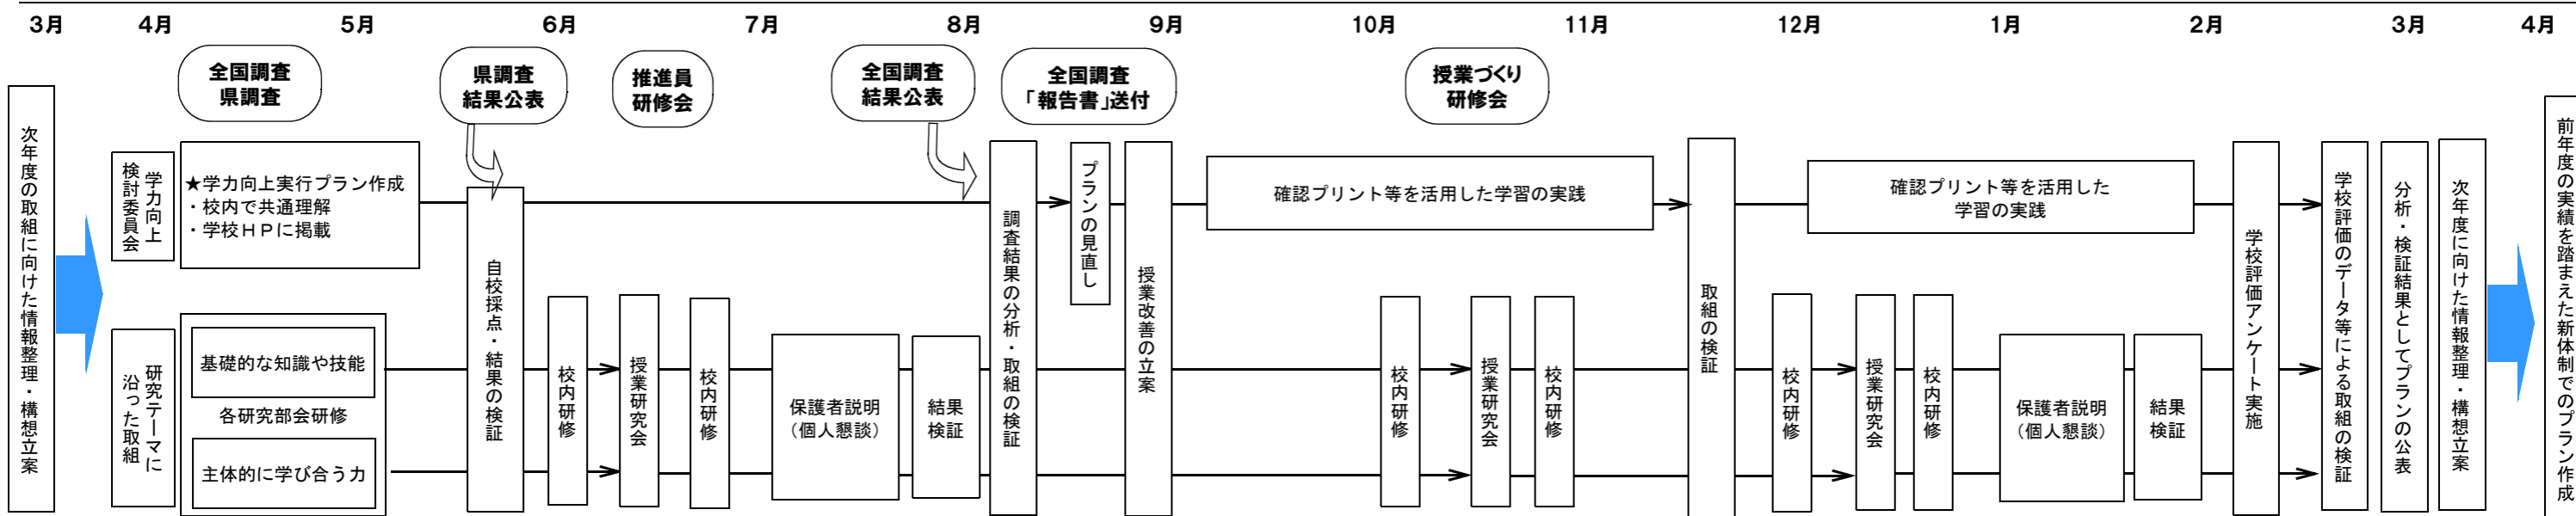 3月
4月
5月
6月
7月
8月
9月
10月
11月
12月
1月
2月
3月
4月
全国調査
県調査
県調査
結果公表
推進員
研修会
全国調査
結果公表
全国調査
「報告書」送付
授業づくり
研修会
次年度の取組に向けた情報整理・構想立案
学力向上
検討委員会
★学力向上実行プラン作成
・校内で共通理解
・学校ＨＰに掲載
研究テーマに
沿った取組
基礎的な知識や技能
各研究部会研修
主体的に学び合う力
自校採点・結果の検証
校内研修
授業研究会
校内研修
保護者説明
（個人懇談）
結果
検証
調査結果の分析・取組の検証
プランの見直し
授業改善の立案
確認プリント等を活用した学習の実践
校内研修
授業研究会
校内研修
取組の検証
確認プリント等を活用した
学習の実践
校内研修
授業研究会
校内研修
保護者説明
（個人懇談）
結果
検証
学校評価アンケート実施
学校評価のデータ等による取組の検証
分析・検証結果としてプランの公表
次年度に向けた情報整理・構想立案
前年度の実績を踏まえた新体制でのプラン作成